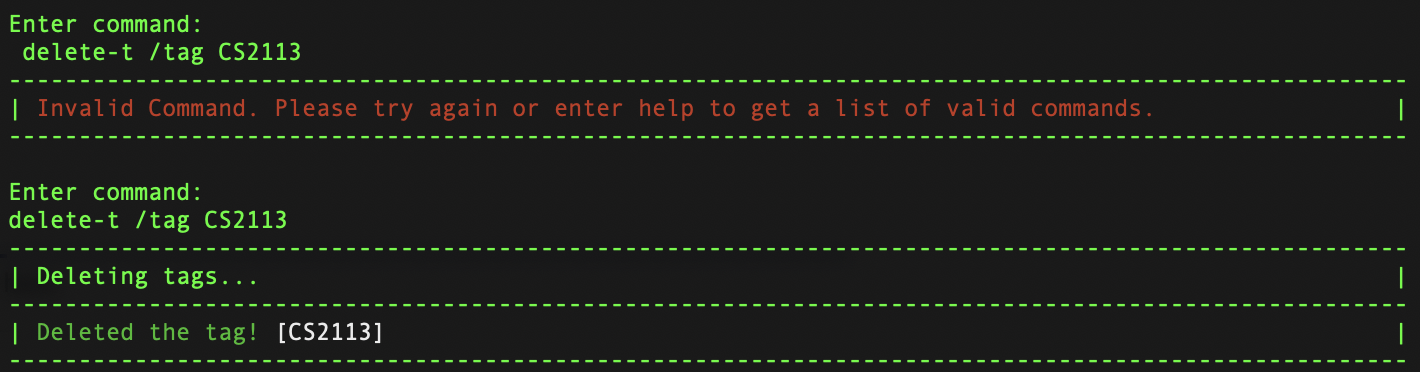 Enter command:
 delete-t /tag CS2113
----------------------------------------------------------------------------------------------------
| Invalid Command. Please try again or enter help to get a list of valid commands.                 |
----------------------------------------------------------------------------------------------------
Enter command:
delete-t /tag CS2113
----------------------------------------------------------------------------------------------------
| Deleting tags...                                                                                 |
----------------------------------------------------------------------------------------------------
| Deleted the tag! [CS2113]                                                                        |
----------------------------------------------------------------------------------------------------